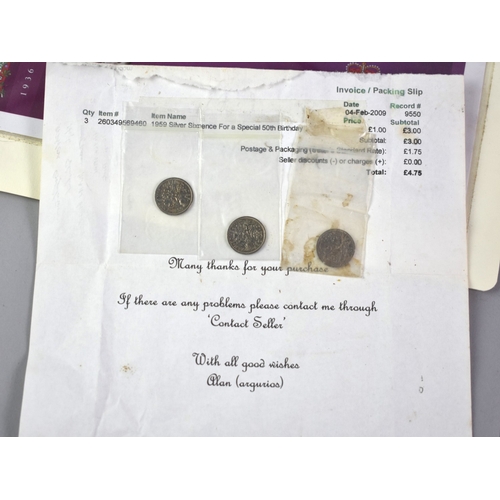 1936
Invoice / Packing Slip
Date Record #
04-Feb-2009 9550
Qty Item # Item Name Price Subtotal
3 260349569460 1959 Silver Sixpence For a Special 50th Birthday £1.00 £3.00
Subtotal: £3.00
Postage & Packaging Standard Rate): £1.75
Seller discounts (-) or charges (+): £0.00
Total: £4.75
Many thanks for your purchase
If there are any problems please contact me through
'Contact Seller'
With all good wishes
Alan (argurios)